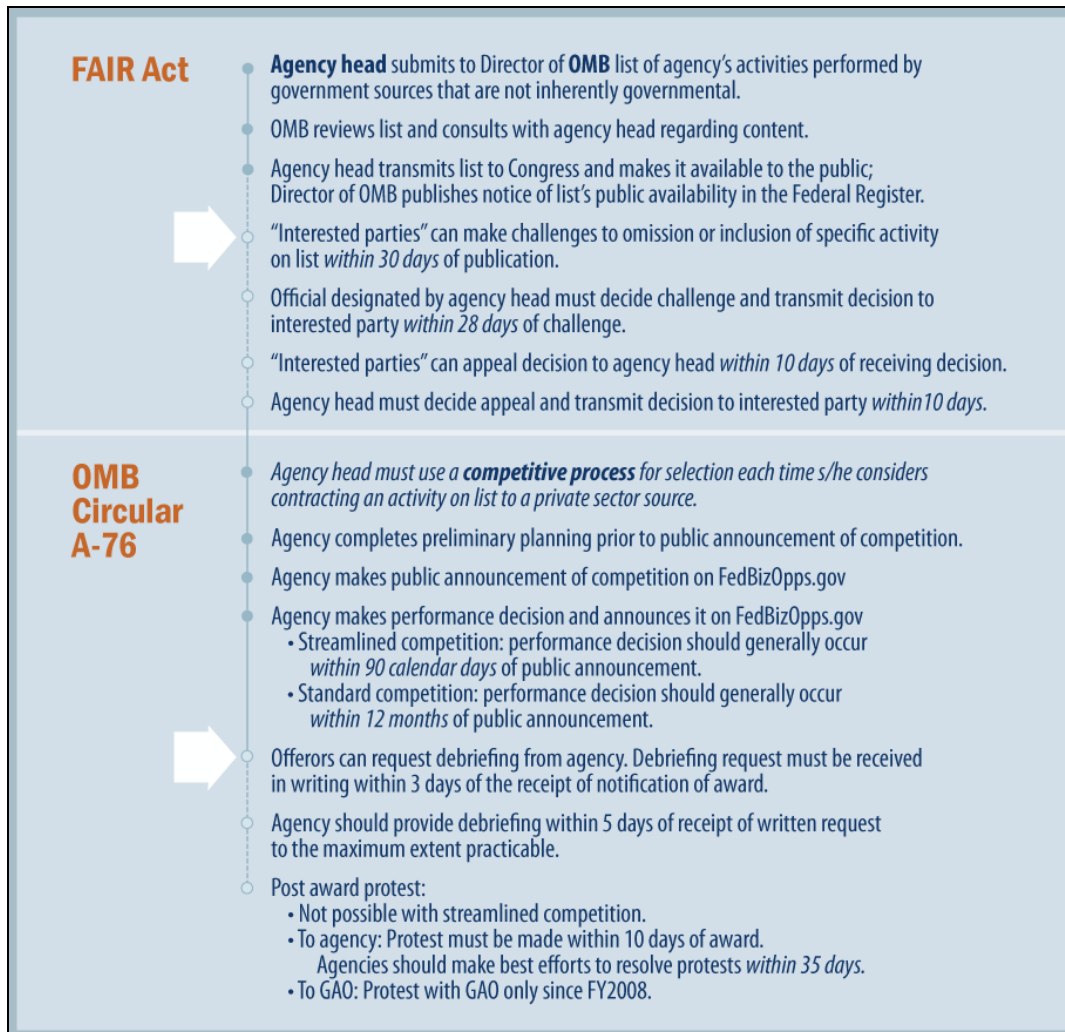 FAIR Act
Agency head submits to Director of OMB list of agency’s activities performed by
government sources that are not inherently governmental.
OMB reviews list and consults with agency head regarding content.
Agency head transmits list to Congress and makes it available to the public;
Director of OMB publishes notice of list’s public availability in the Federal Register.
“Interested parties” can make challenges to omission or inclusion of specific activity
on list within 30 days of publication.
Official designated by agency head must decide challenge and transmit decision to
interested party within 28 days of challenge.
“Interested parties” can appeal decision to agency head within 10 days of receiving decision.
Agency head must decide appeal and transmit decision to interested party within10 days.
OMB
Circular
A-76
Agency head must use a competitive process for selection each time s/he considers
contracting an activity on list to a private sector source.
Agency completes preliminary planning prior to public announcement of competition.
Agency makes public announcement of competition on FedBizOpps.gov
Agency makes performance decision and announces it on FedBizOpps.gov
• Streamlined competition: performance decision should generally occur
within 90 calendar days of public announcement.
• Standard competition: performance decision should generally occur
within 12 months of public announcement.
Offerors can request debriefing from agency. Debriefing request must be received
in writing within 3 days of the receipt of notification of award.
Agency should provide debriefing within 5 days of receipt of written request
to the maximum extent practicable.
Post award protest:
• Not possible with streamlined competition.
• To agency: Protest must be made within 10 days of award.
Agencies should make best efforts to resolve protests within 35 days.
• To GAO: Protest with GAO only since FY2008.